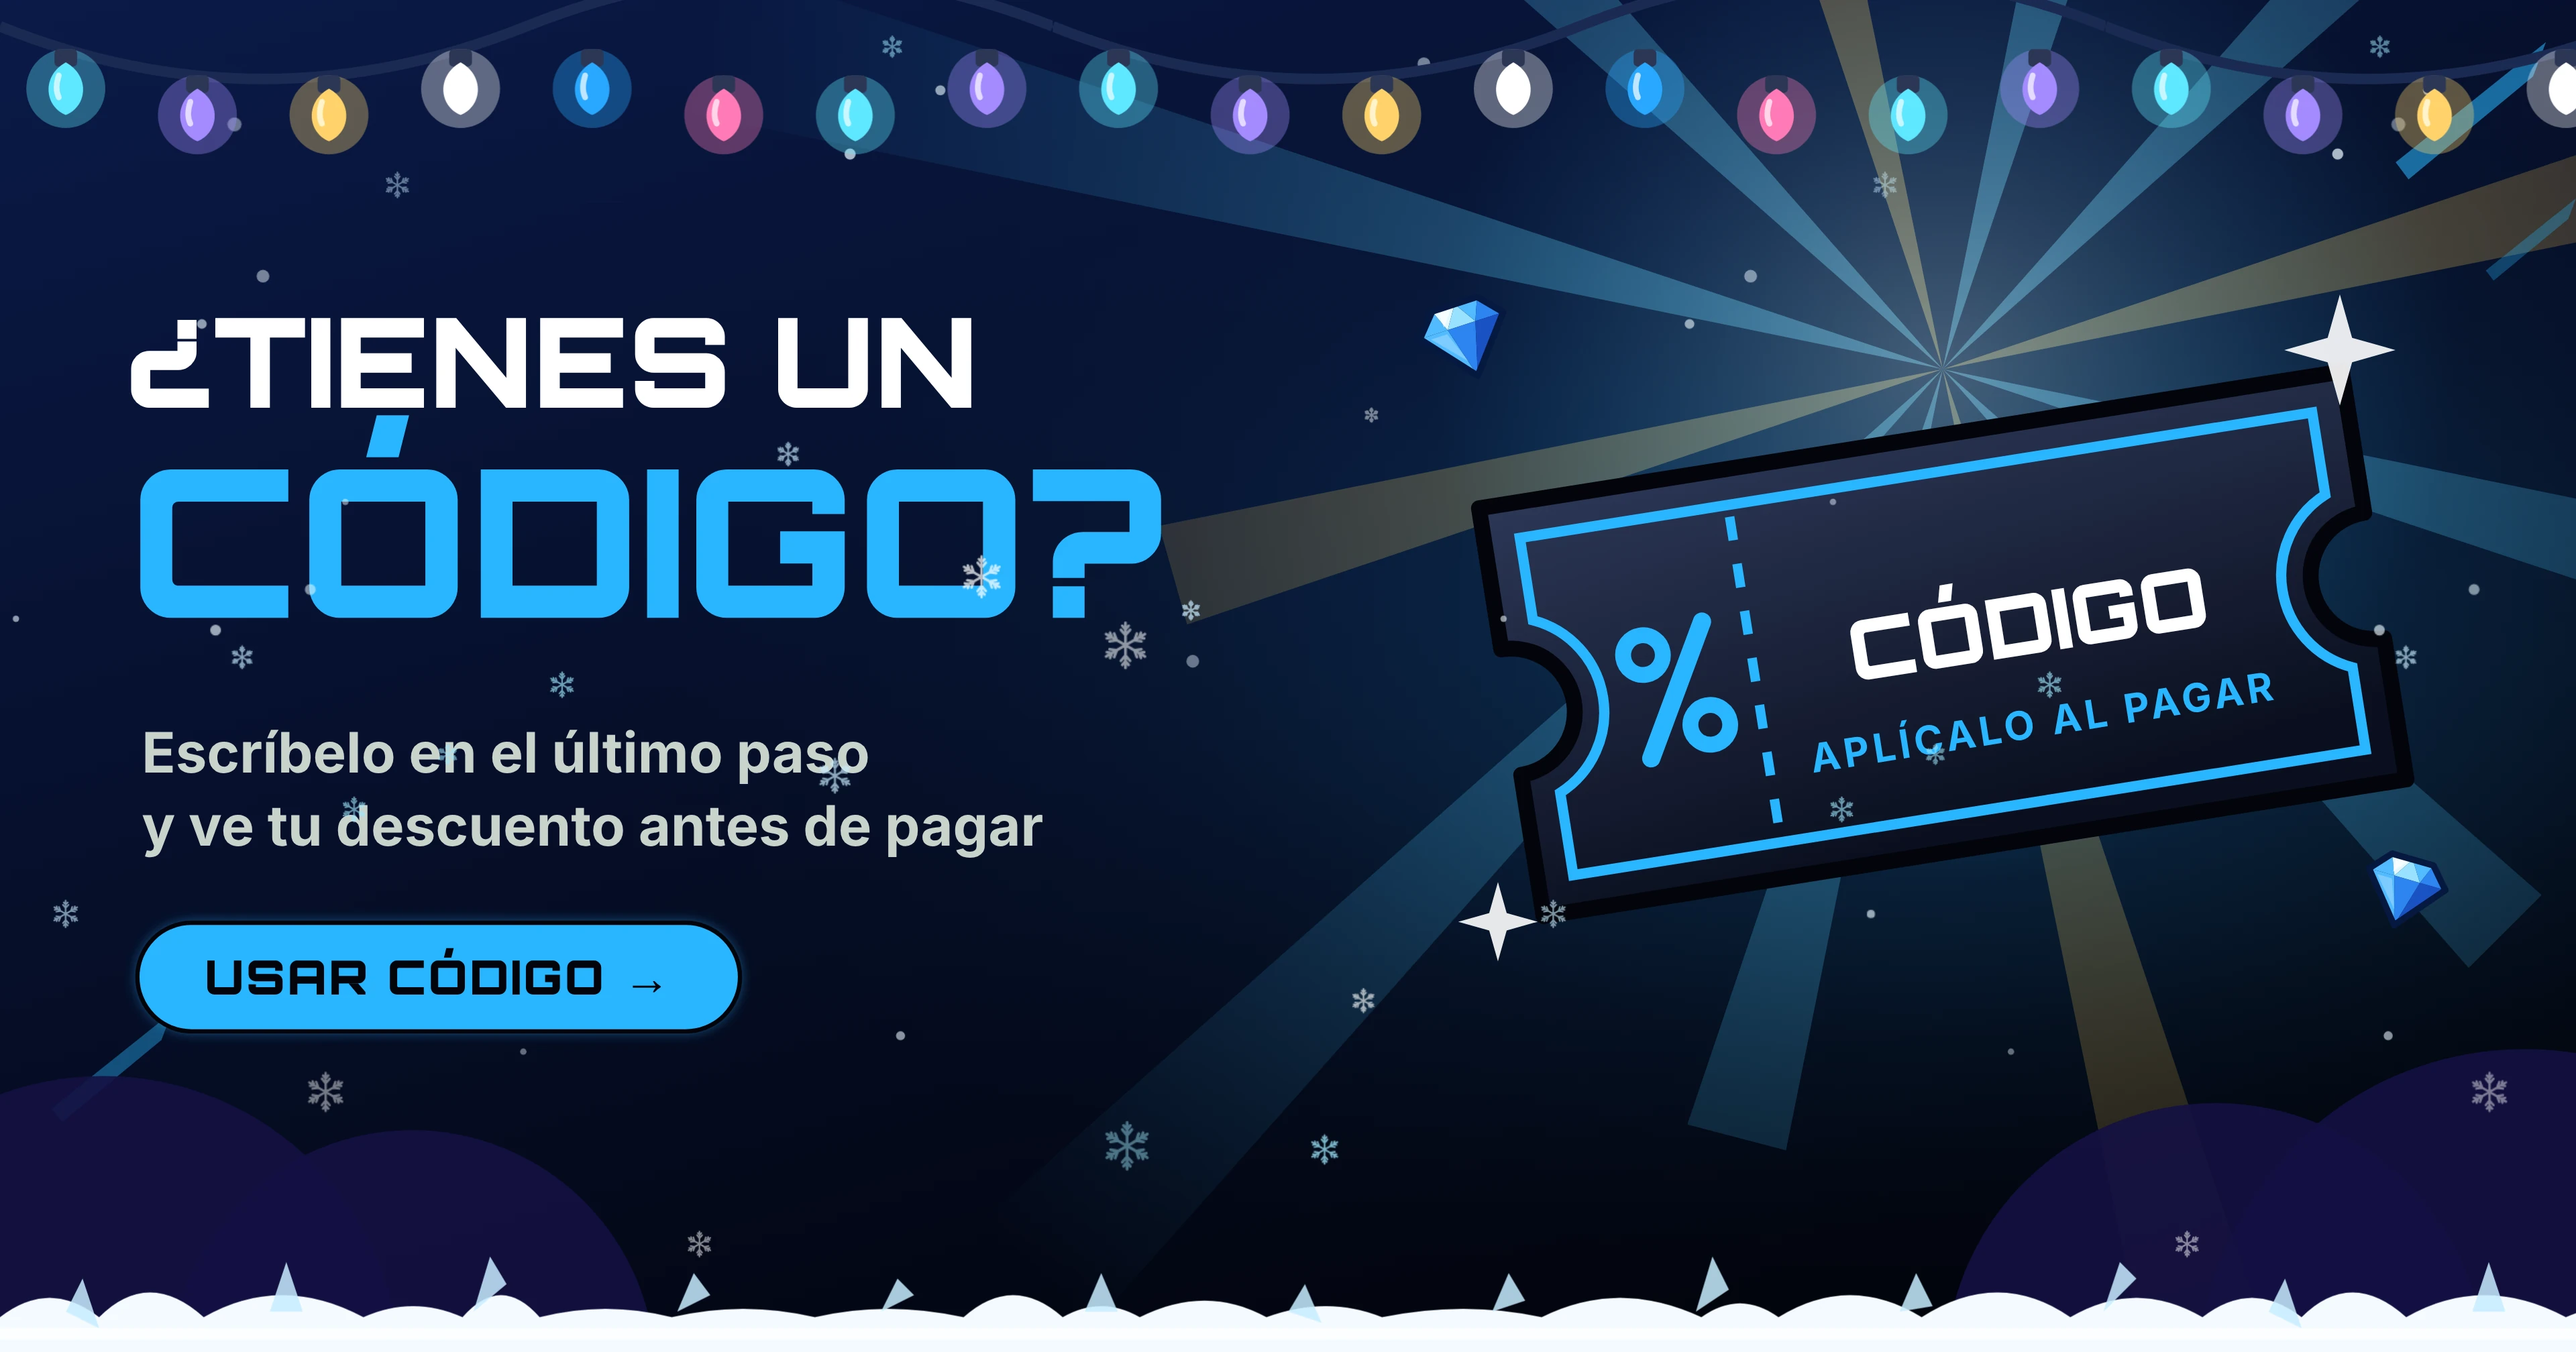 ¿TIENES UN
CÓDIGO?
Escríbelo en el último paso
y ve tu descuento antes de pagar
USAR CÓDIGO →
%
CÓDIGO
APLÍCALO AL PAGAR